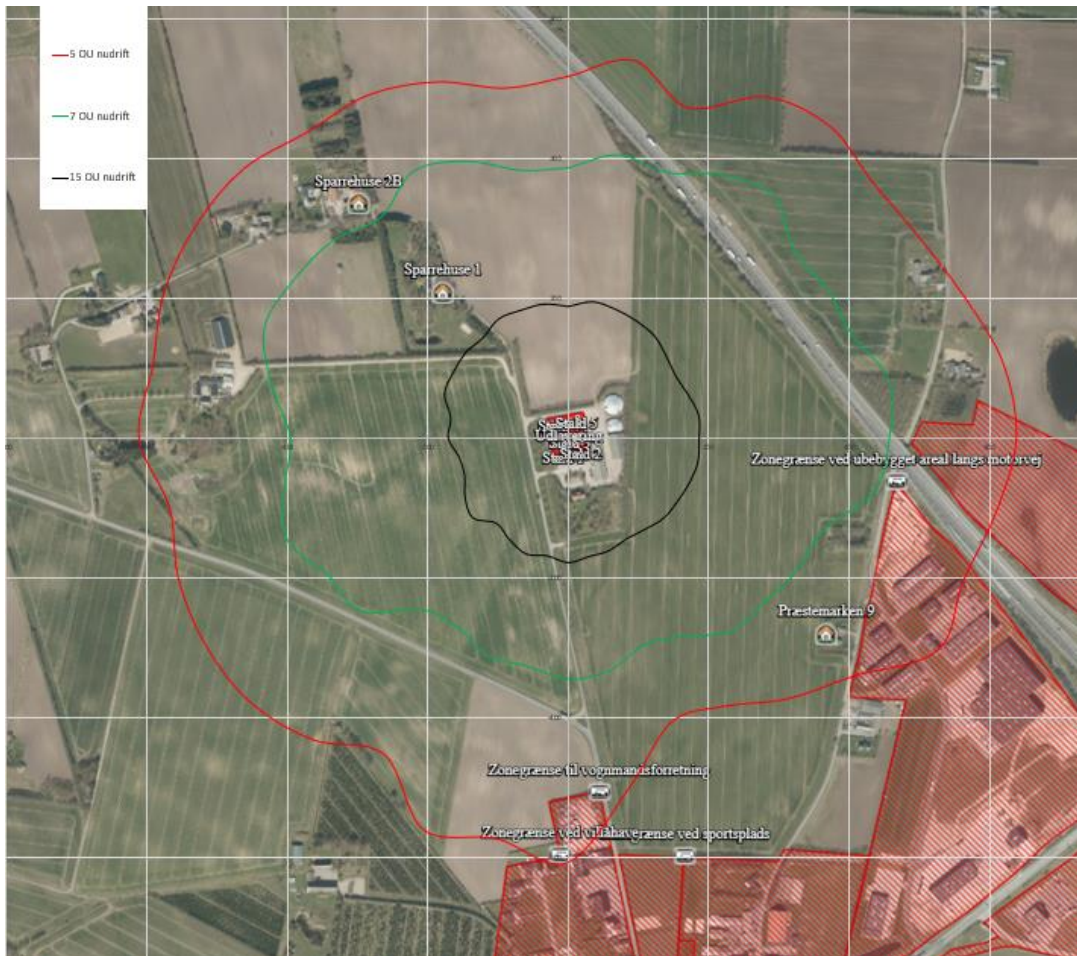 5 OU nudrift
7 OU nudrift
15 OU nudrift
Sparrehuse 2B
Sparrehuse 1
Stald 5
Udlevering
Stald 2
Zonegrænse ved ubebygget areal langs motorvej
Præstemarken 9
Zonegrænse til vognmandsforretning
Zonegrænse ved
ved sportsplads